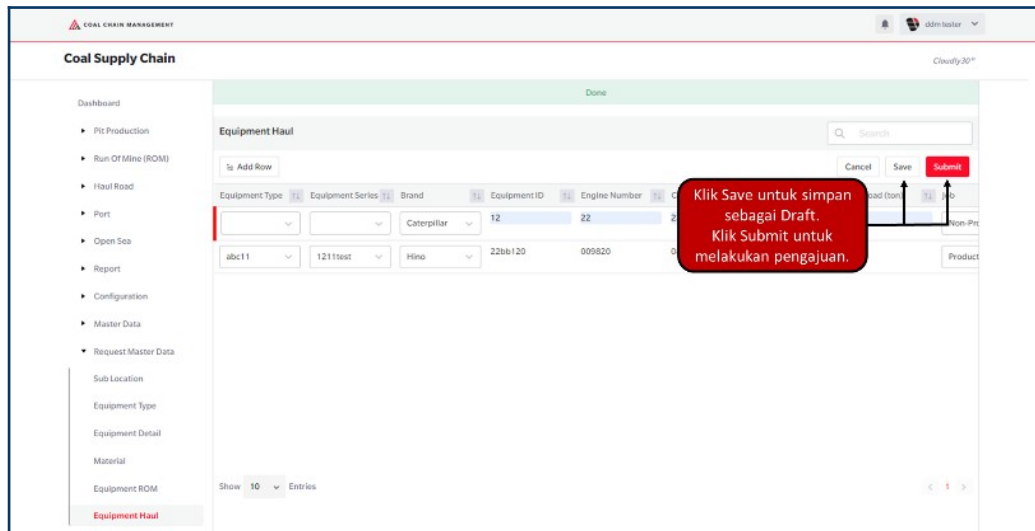 COAL CHAIN MANAGEMENT
ddm tester
Coal Supply Chain
Cloudly30°
Dashboard
Done
Pit Production
Equipment Haul
Search
Run Of Mine (ROM)
Add Row
Cancel Save Submit
Haul Road
Equipment Type Equipment Series Brand Equipment ID Engine Number (ton) Job
Klik Save untuk simpan
sebagai Draft.
Klik Submit untuk
melakukan pengajuan.
Port
Caterpillar 12 22
Open Sea
abc11 1211test Hino 22bb120 009820 Product
Report
Configuration
Master Data
Request Master Data
Sub Location
Equipment Type
Equipment Detail
Material
Equipment ROM
Show 10 Entries
1
Equipment Haul